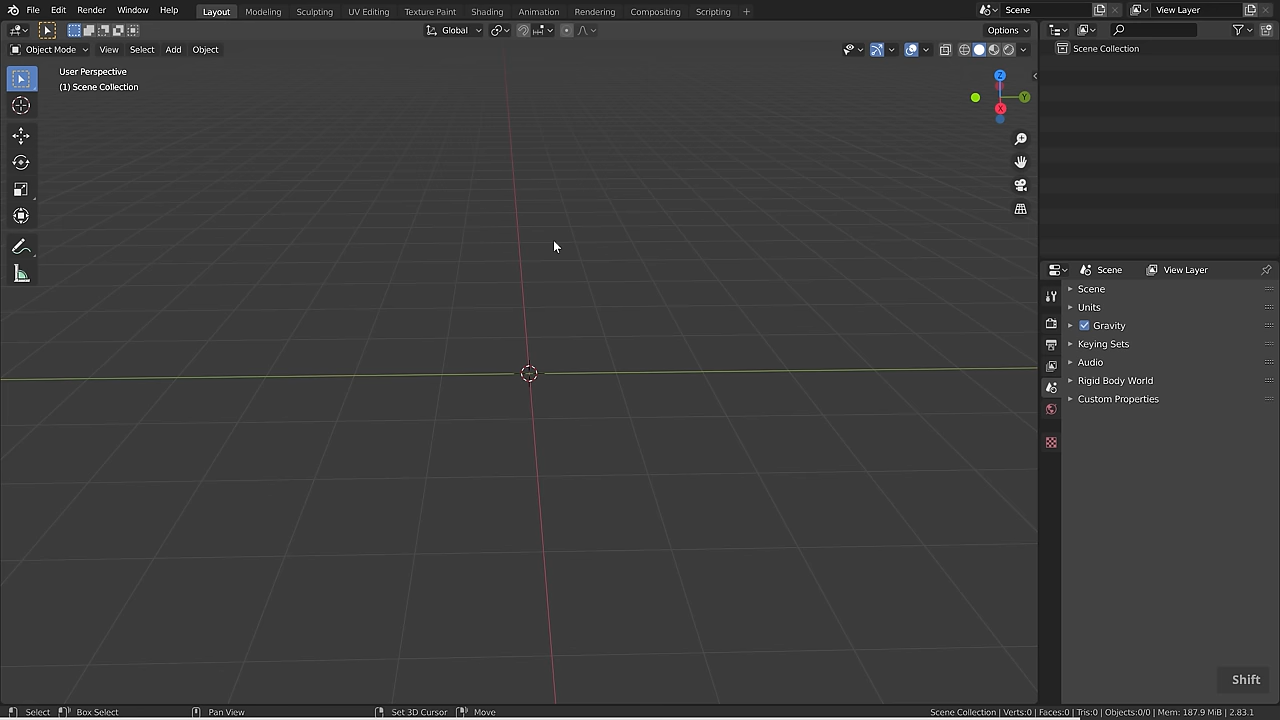 File Edit Render Window Help Layout Modeling Sculpting UV Editing Texture Paint Shading Animation Rendering Compositing Scripting + Scene View Layer
Global Options
Object Mode View Select Add Object
User Perspective
(1) Scene Collection
Z
Y
X
Scene Collection
Scene View Layer
Scene
Units
Gravity
Keying Sets
Audio
Rigid Body World
Custom Properties
Shift
Select Box Select Pan View Set 3D Cursor Move Scene Collection | Verts:0 | Faces:0 | Tris:0 | Objects:0/0 | Mem: 187.9 MiB | 2.83.1